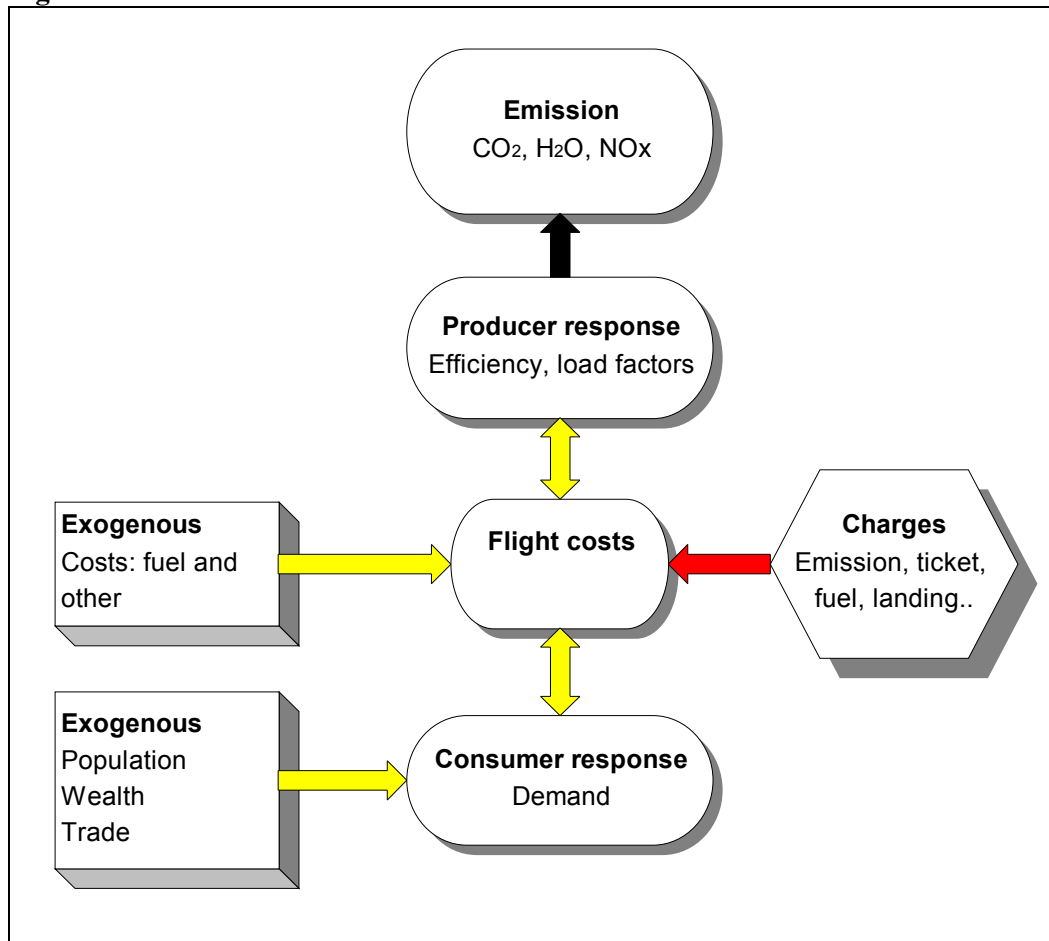 Emission
CO2, H2O, NOx
Producer response
Efficiency, load factors
Exogenous
Costs: fuel and
other
Flight costs
Charges
Emission, ticket,
fuel, landing..
Exogenous
Population
Wealth
Trade
Consumer response
Demand